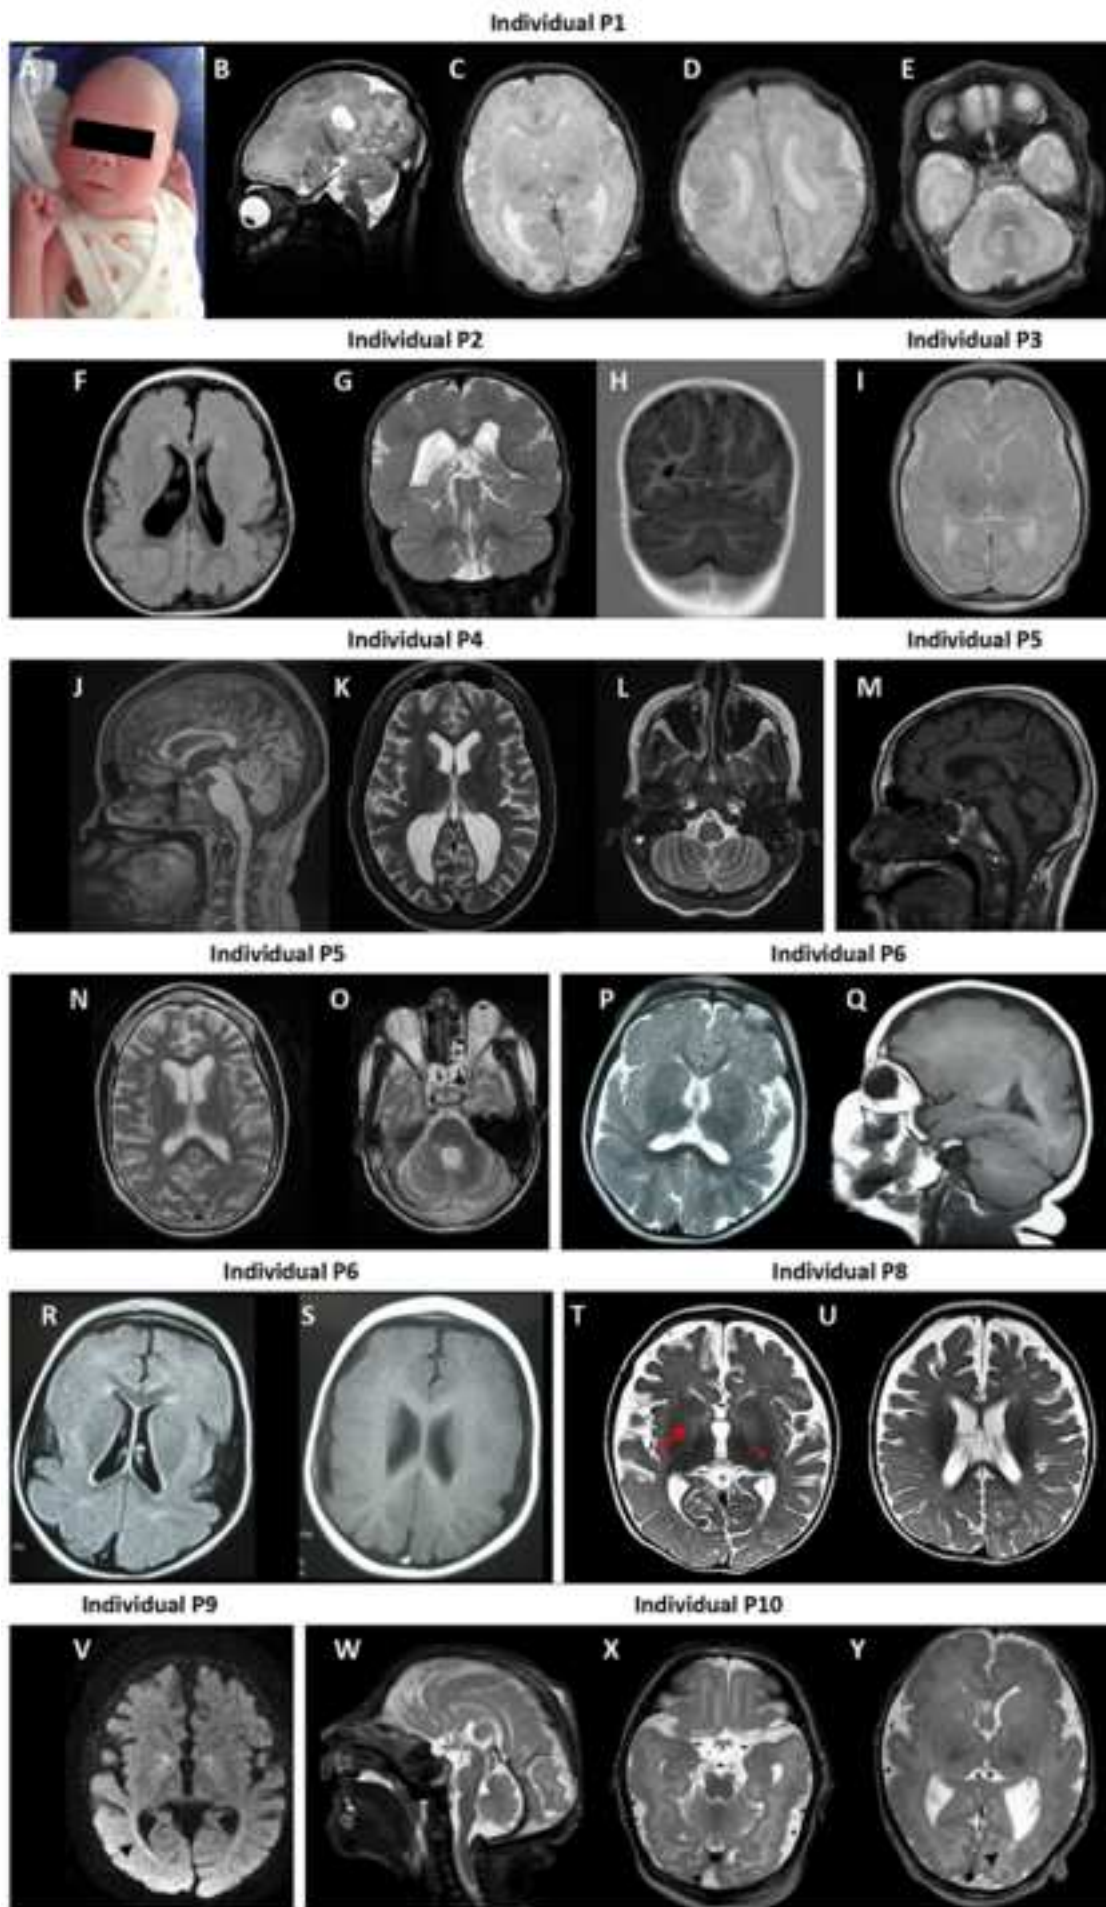 Individual P1
A B C D E
Individual P2 Individual P3
F G H I
Individual P4 Individual P5
J K L M
Individual P5 Individual P6
N O P Q
Individual P6 Individual P8
R S T U
Individual P9 Individual P10
V W X Y